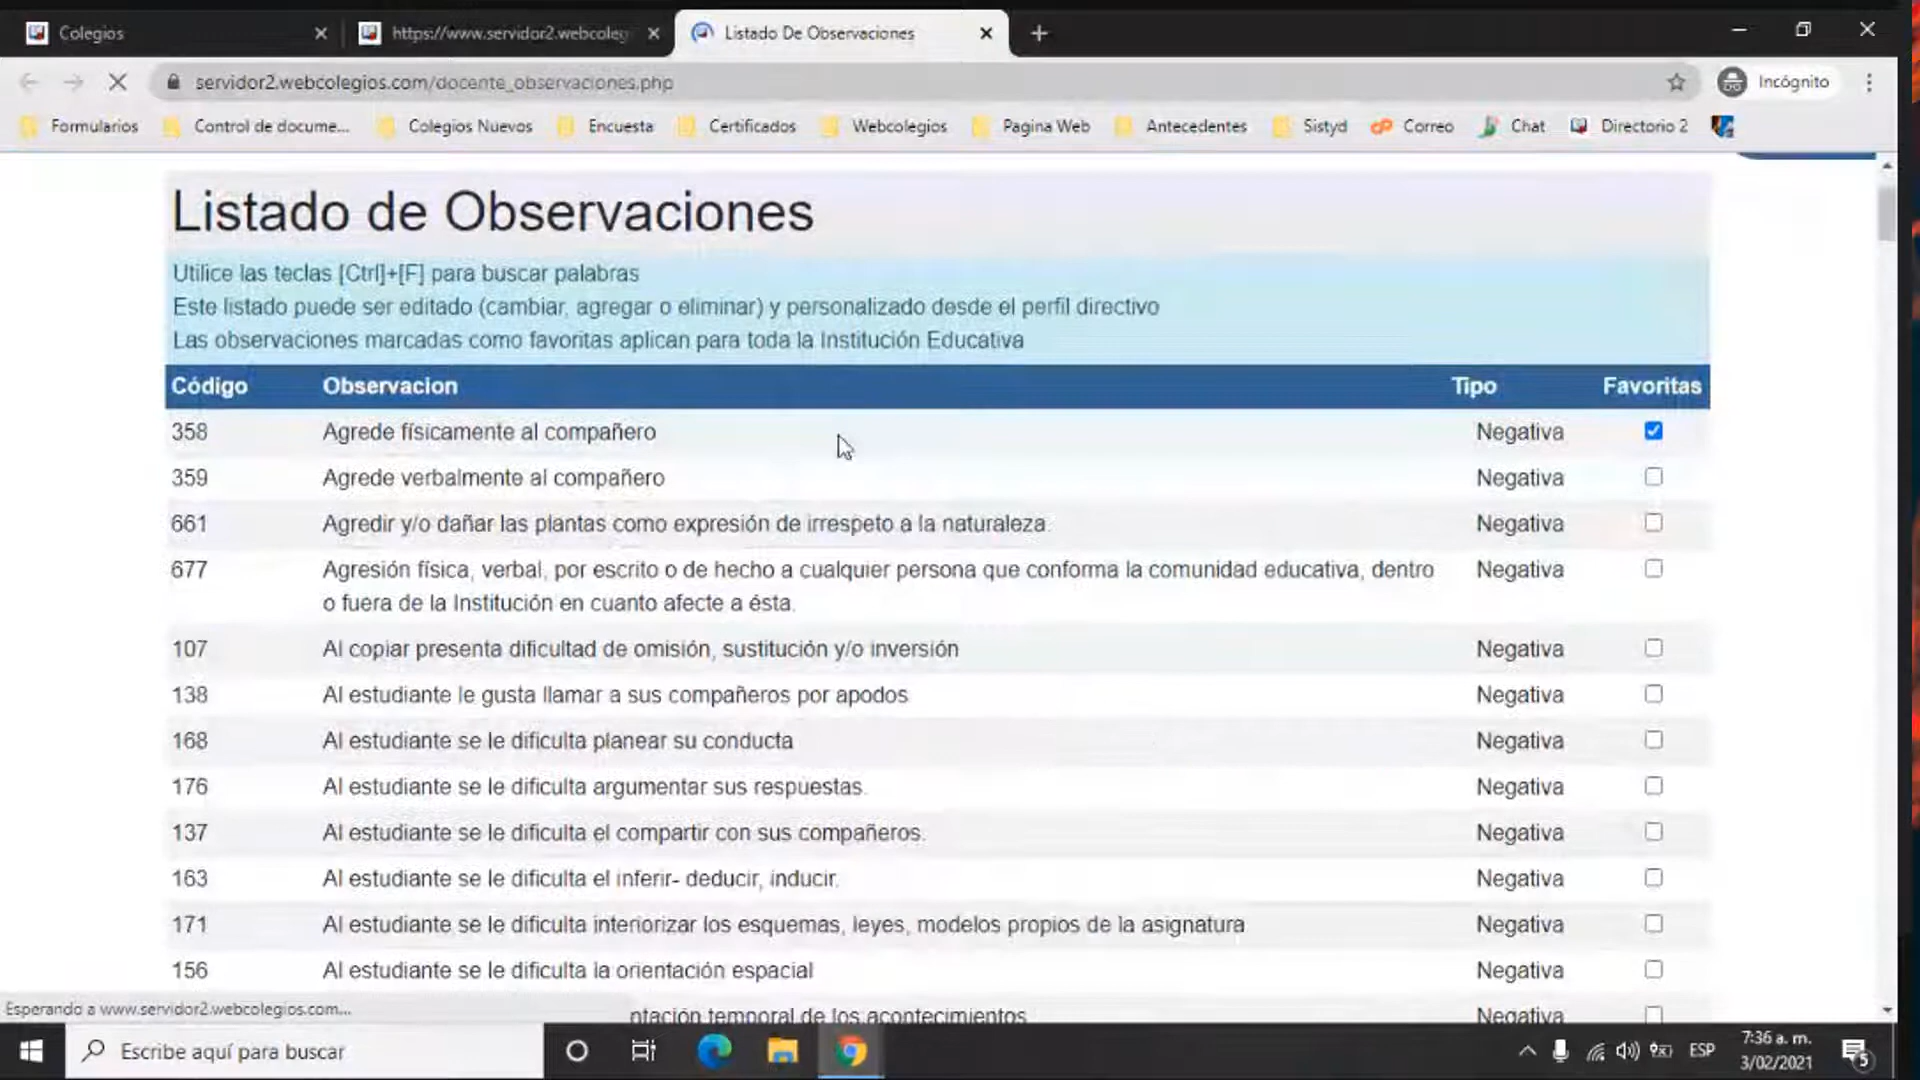 Colegios
https://www.servidor2.webcoleg
Listado De Observaciones
servidor2.webcolegios.com/docente_observaciones.php
Incógnito
Formularios
Control de docume...
Colegios Nuevos
Encuesta
Certificados
Webcolegios
Pagina Web
Antecedentes
Sistyd
Correo
Chat
Directorio 2
Listado de Observaciones
Utilice las teclas [Ctrl]+[F] para buscar palabras
Este listado puede ser editado (cambiar, agregar o eliminar) y personalizado desde el perfil directivo
Las observaciones marcadas como favoritas aplican para toda la Institución Educativa
Código Observacion Tipo Favoritas
358 Agrede físicamente al compañero Negativa
359 Agrede verbalmente al compañero Negativa
661 Agredir y/o dañar las plantas como expresión de irrespeto a la naturaleza. Negativa
677 Agresión física, verbal, por escrito o de hecho a cualquier persona que conforma la comunidad educativa, dentro Negativa
o fuera de la Institución en cuanto afecte a ésta.
107 Al copiar presenta dificultad de omisión, sustitución y/o inversión Negativa
138 Al estudiante le gusta llamar a sus compañeros por apodos Negativa
168 Al estudiante se le dificulta planear su conducta Negativa
176 Al estudiante se le dificulta argumentar sus respuestas. Negativa
137 Al estudiante se le dificulta el compartir con sus compañeros. Negativa
163 Al estudiante se le dificulta el inferir- deducir, inducir. Negativa
171 Al estudiante se le dificulta interiorizar los esquemas, leyes, modelos propios de la asignatura Negativa
156 Al estudiante se le dificulta la orientación espacial Negativa
ntación temporal de los acontecimientos Negativa
Esperando a www.servidor2.webcolegios.com...
Escribe aquí para buscar
ESP
7:36 a. m.
3/02/2021
5